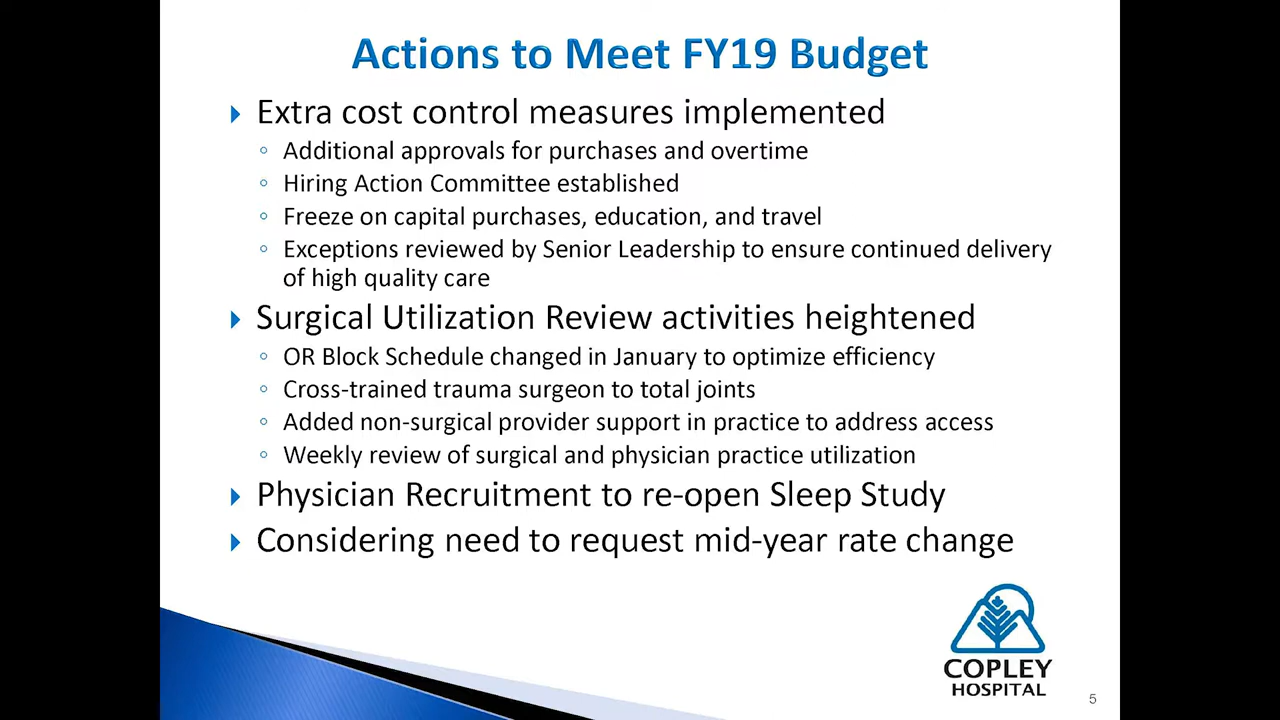 Actions to Meet FY19 Budget
Extra cost control measures implemented
Additional approvals for purchases and overtime
Hiring Action Committee established
Freeze on capital purchases, education, and travel
Exceptions reviewed by Senior Leadership to ensure continued delivery
of high quality care
Surgical Utilization Review activities heightened
OR Block Schedule changed in January to optimize efficiency
Cross-trained trauma surgeon to total joints
Added non-surgical provider support in practice to address access
Weekly review of surgical and physician practice utilization
Physician Recruitment to re-open Sleep Study
Considering need to request mid-year rate change
COPLEY
HOSPITAL
5